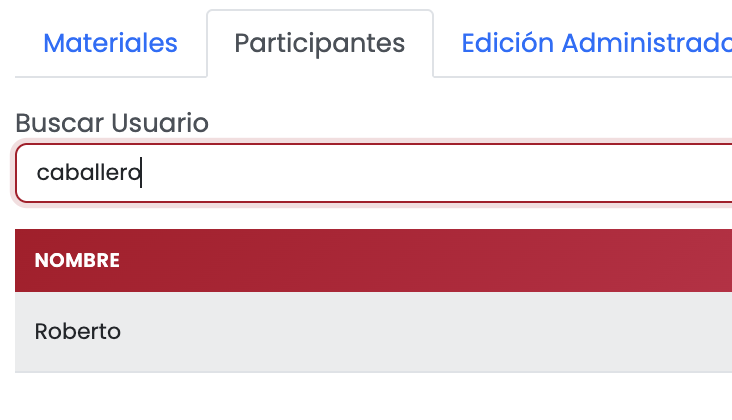 Materiales Participantes Edición Administrado
Buscar Usuario
caballero
NOMBRE
Roberto